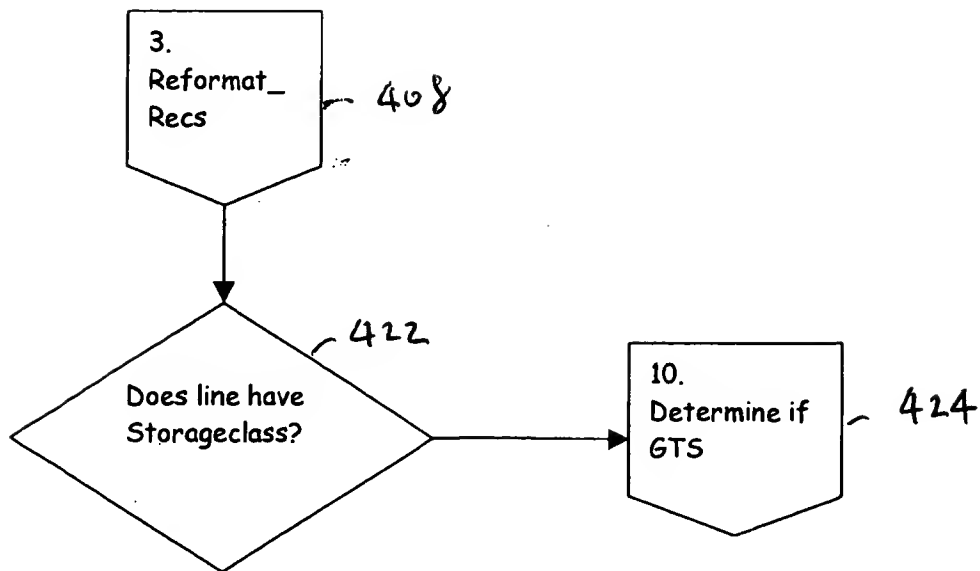 3.
Reformat_
Recs
408
Does line have
Storageclass?
422
10.
Determine if
GTS
424